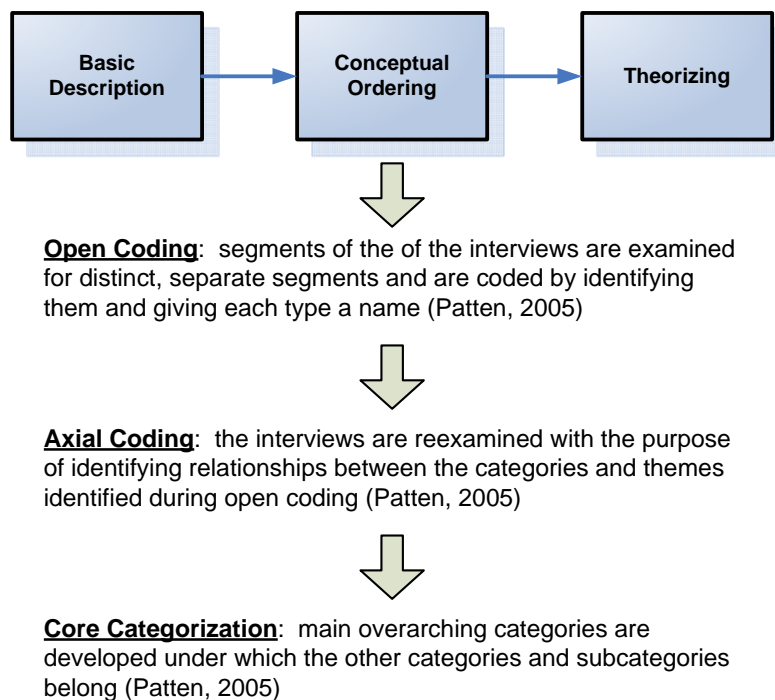 Basic
Description
Conceptual
Ordering
Theorizing
Open Coding: segments of the of the interviews are examined
for distinct, separate segments and are coded by identifying
them and giving each type a name (Patten, 2005)
Axial Coding: the interviews are reexamined with the purpose
of identifying relationships between the categories and themes
identified during open coding (Patten, 2005)
Core Categorization: main overarching categories are
developed under which the other categories and subcategories
belong (Patten, 2005)